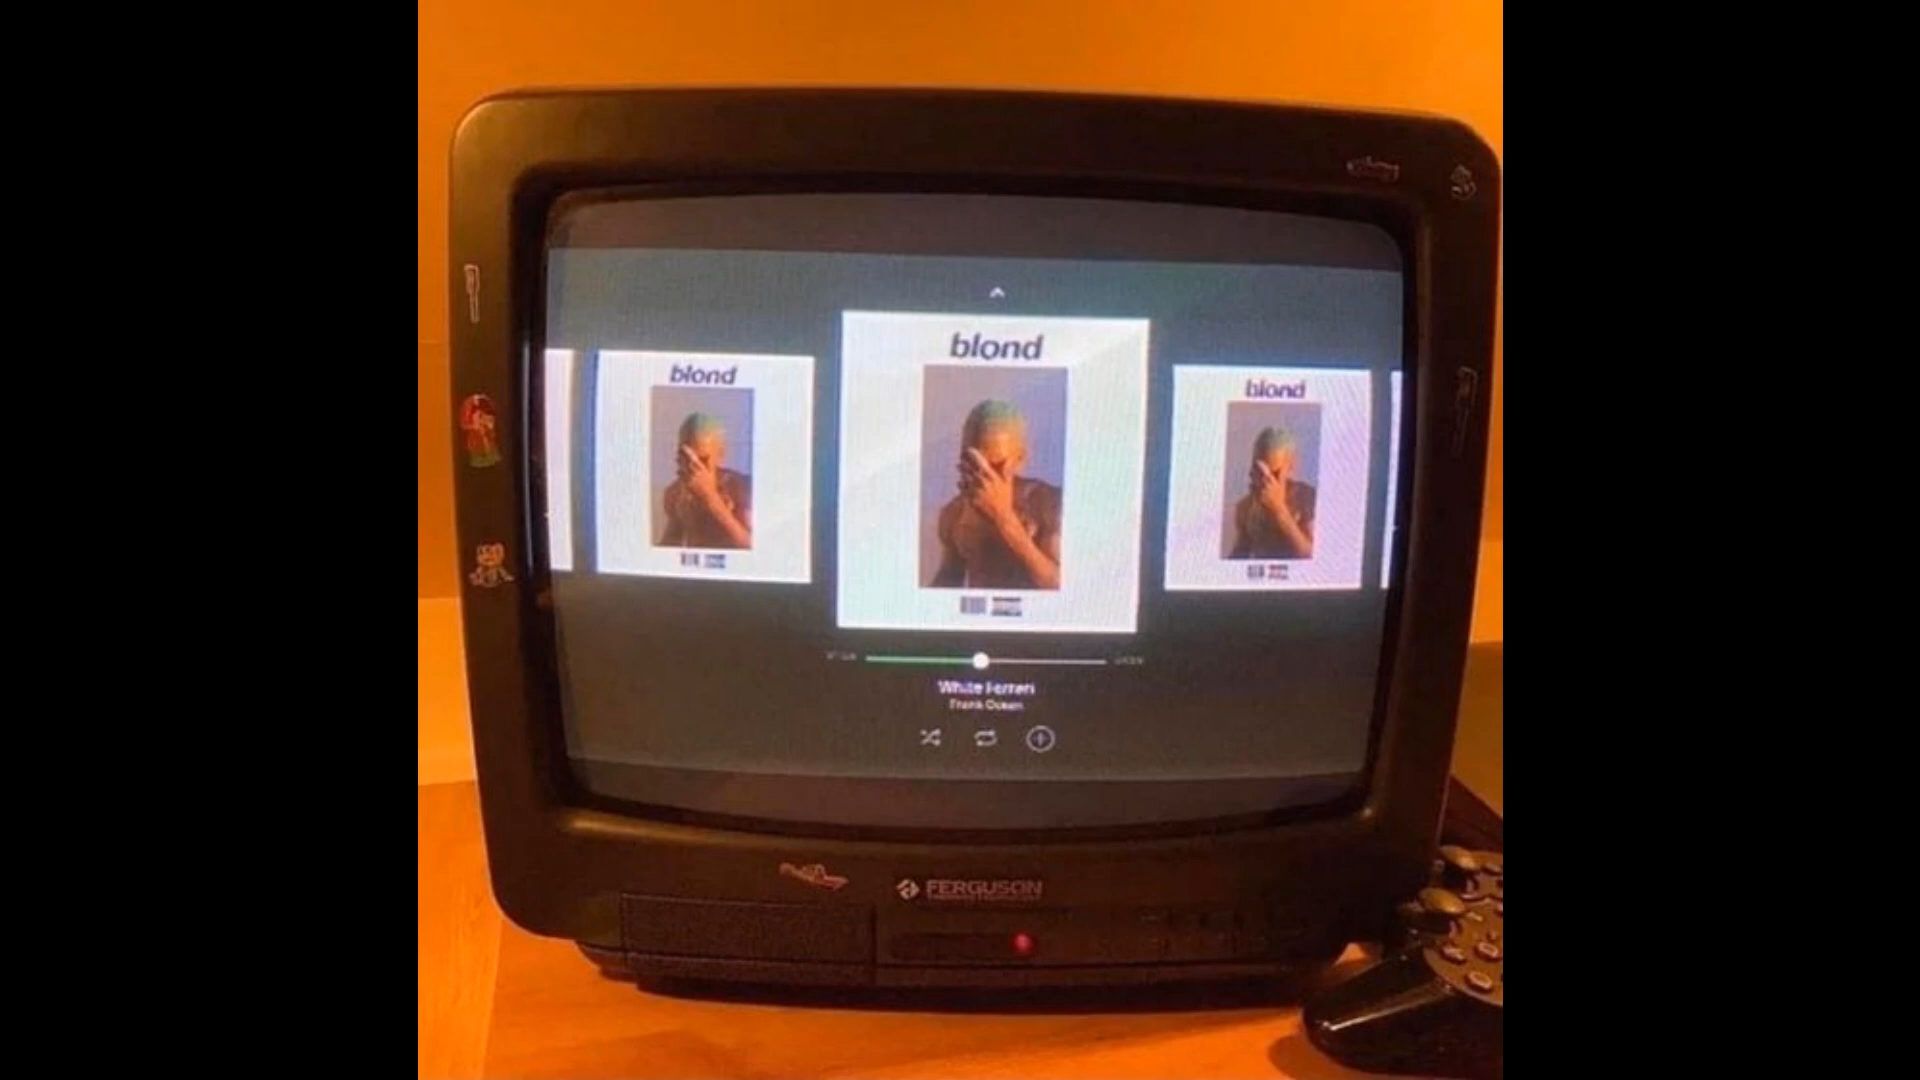 blond
blond
blond
White Ferrari
Frank Ocean
FERGUSON